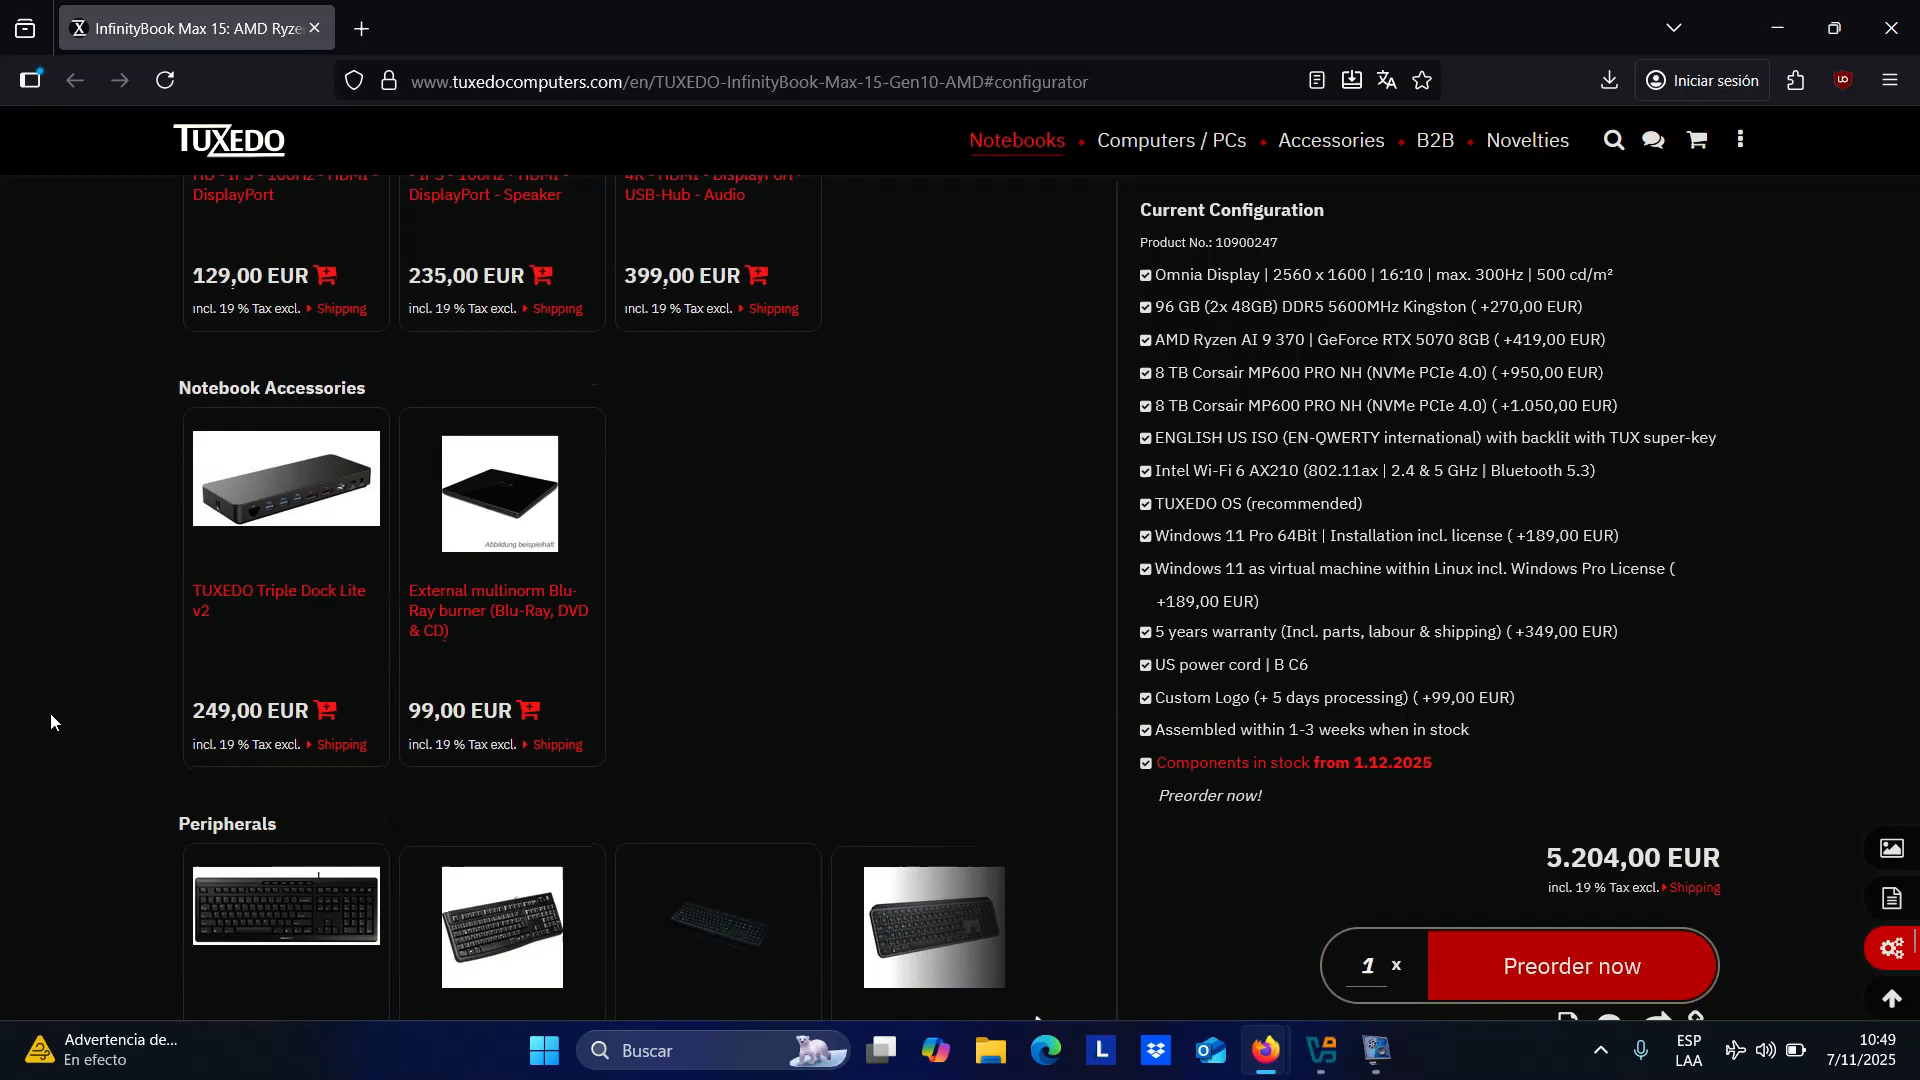 InfinityBook Max 15: AMD Ryze
www.tuxedocomputers.com/en/TUXEDO-InfinityBook-Max-15-Gen10-AMD#configurator
Iniciar sesión
TUXEDO
Notebooks
Computers / PCs
Accessories
B2B
Novelties
HD - IPS - 100Hz - HDMI -
DisplayPort
- IPS - 100Hz - HDMI -
DisplayPort - Speaker
4K - HDMI - DisplayPort -
USB-Hub - Audio
129,00 EUR
incl. 19 % Tax excl. Shipping
235,00 EUR
incl. 19 % Tax excl. Shipping
399,00 EUR
incl. 19 % Tax excl. Shipping
Notebook Accessories
Abbildung beispielhaft
TUXEDO Triple Dock Lite
v2
External multinorm Blu-
Ray burner (Blu-Ray, DVD
& CD)
249,00 EUR
incl. 19 % Tax excl. Shipping
99,00 EUR
incl. 19 % Tax excl. Shipping
Peripherals
Current Configuration
Product No.: 10900247
Omnia Display | 2560 x 1600 | 16:10 | max. 300Hz | 500 cd/m²
96 GB (2x 48GB) DDR5 5600MHz Kingston ( +270,00 EUR)
AMD Ryzen AI 9 370 | GeForce RTX 5070 8GB ( +419,00 EUR)
8 TB Corsair MP600 PRO NH (NVMe PCIe 4.0) ( +950,00 EUR)
8 TB Corsair MP600 PRO NH (NVMe PCIe 4.0) ( +1.050,00 EUR)
ENGLISH US ISO (EN-QWERTY international) with backlit with TUX super-key
Intel Wi-Fi 6 AX210 (802.11ax | 2.4 & 5 GHz | Bluetooth 5.3)
TUXEDO OS (recommended)
Windows 11 Pro 64Bit | Installation incl. license ( +189,00 EUR)
Windows 11 as virtual machine within Linux incl. Windows Pro License (
+189,00 EUR)
5 years warranty (Incl. parts, labour & shipping) ( +349,00 EUR)
US power cord | B C6
Custom Logo (+ 5 days processing) ( +99,00 EUR)
Assembled within 1-3 weeks when in stock
Components in stock from 1.12.2025
Preorder now!
5.204,00 EUR
incl. 19 % Tax excl. Shipping
1 x
Preorder now
Advertencia de...
En efecto
Buscar
ESP
LAA
10:49
7/11/2025